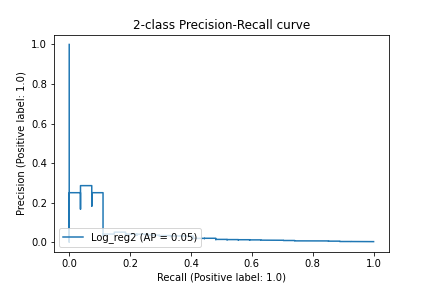 2-class Precision-Recall curve
Precision (Positive label: 1.0)
1.0
0.8
0.6
0.4
0.2
0.0
Log_reg2 (AP = 0.05)
0.0 0.2 0.4 0.6 0.8 1.0
Recall (Positive label: 1.0)